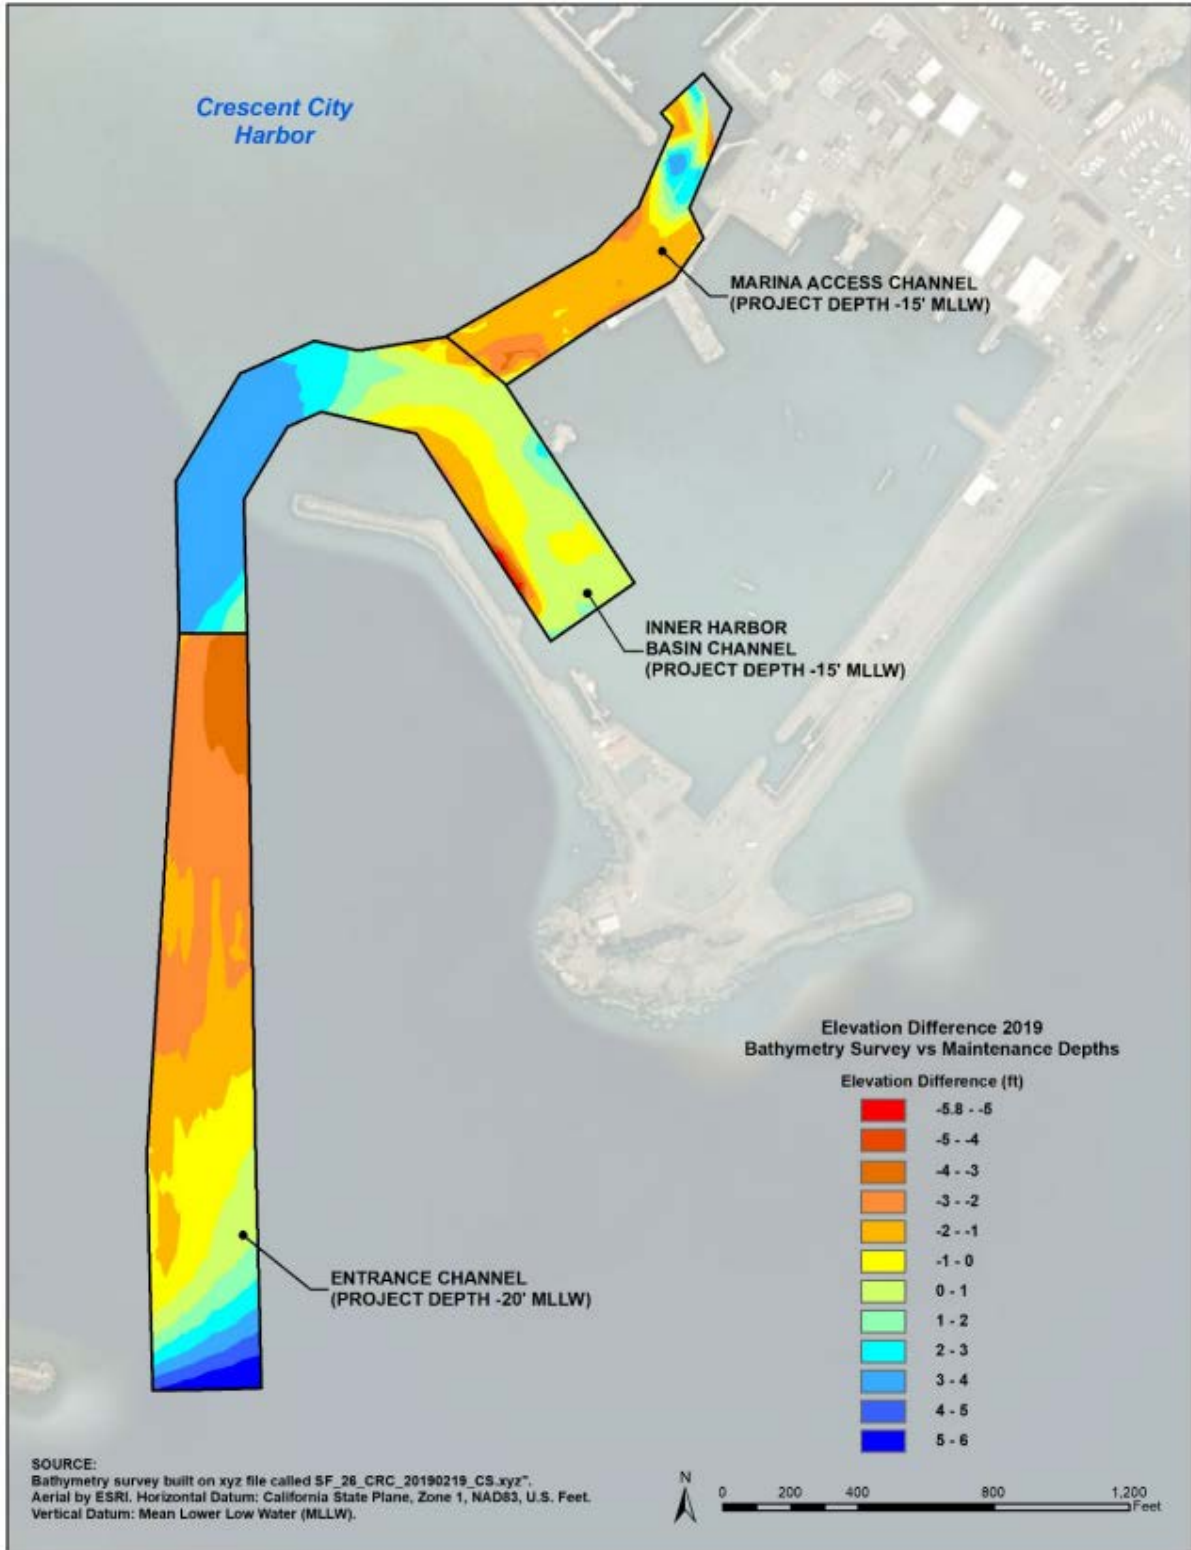 Crescent City
Harbor
MARINA ACCESS CHANNEL
(PROJECT DEPTH -15' MLLW)
INNER HARBOR
BASIN CHANNEL
(PROJECT DEPTH -15' MLLW)
Elevation Difference 2019
Bathymetry Survey vs Maintenance Depths
Elevation Difference (ft)
-5.8 - -5
-5 - -4
-4 - -3
-3 - -2
-2 - -1
-1 - 0
0 - 1
1 - 2
2 - 3
3 - 4
4 - 5
5 - 6
ENTRANCE CHANNEL
(PROJECT DEPTH -20' MLLW)
SOURCE:
Bathymetry survey built on xyz file called SF_26_CRC_20190219_CS.xyz".
Aerial by ESRI. Horizontal Datum: California State Plane, Zone 1, NAD83, U.S. Feet.
Vertical Datum: Mean Lower Low Water (MLLW).
N
0 200 400 800 1,200
Feet